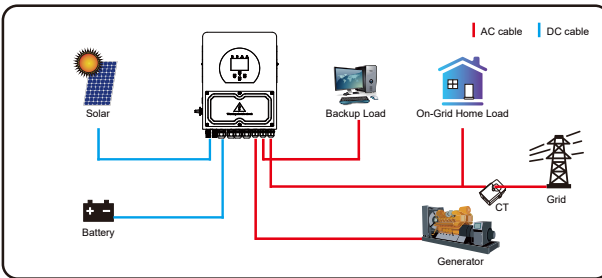 AC cable
DC cable
Solar
Backup Load
On-Grid Home Load
CT
Grid
Battery
Generator